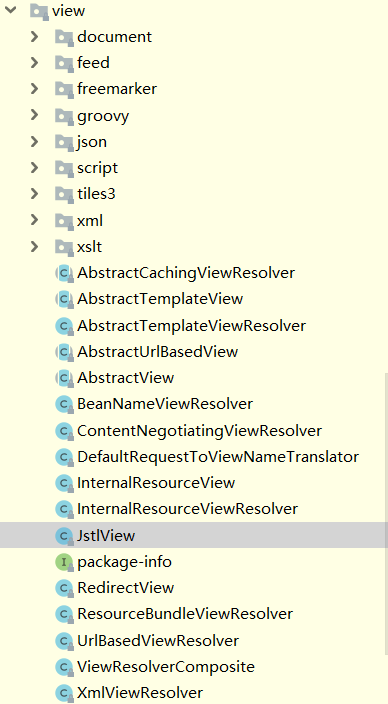 view
document
feed
freemarker
groovy
json
script
tiles3
xml
xslt
AbstractCachingViewResolver
AbstractTemplateView
AbstractTemplateViewResolver
AbstractUrlBasedView
AbstractView
BeanNameViewResolver
ContentNegotiatingViewResolver
DefaultRequestToViewNameTranslator
InternalResourceView
InternalResourceViewResolver
JstlView
package-info
RedirectView
ResourceBundleViewResolver
UrlBasedViewResolver
ViewResolverComposite
XmlViewResolver